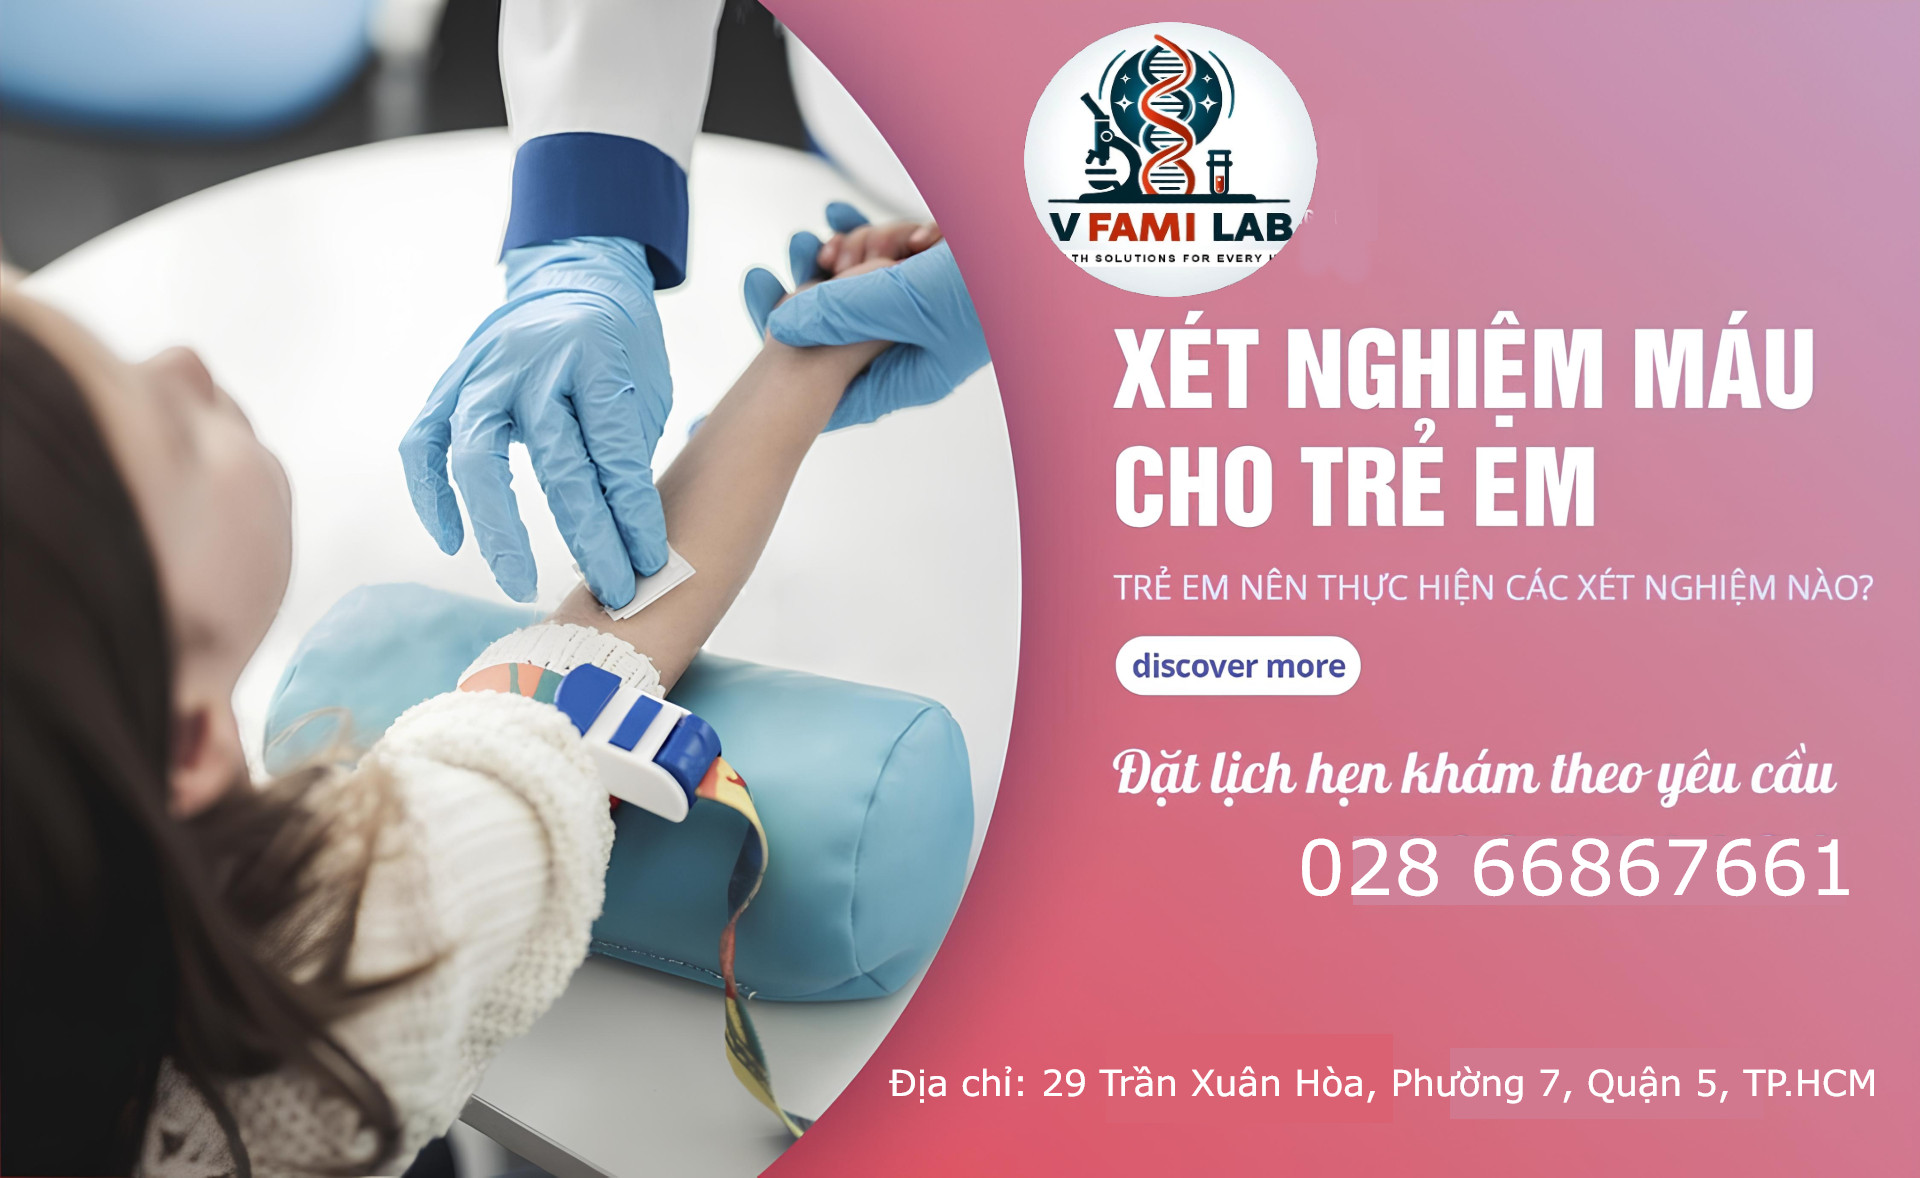 V FAMI LAB
TH SOLUTIONS FOR EVERY
XÉT NGHIỆM MÁU
CHO TRẺ EM
TRẺ EM NÊN THỰC HIỆN CÁC XÉT NGHIỆM NÀO?
discover more
Đặt lịch hẹn khám theo yêu cầu
028 66867661
Địa chỉ: 29 Trần Xuân Hòa, Phường 7, Quận 5, TP.HCM